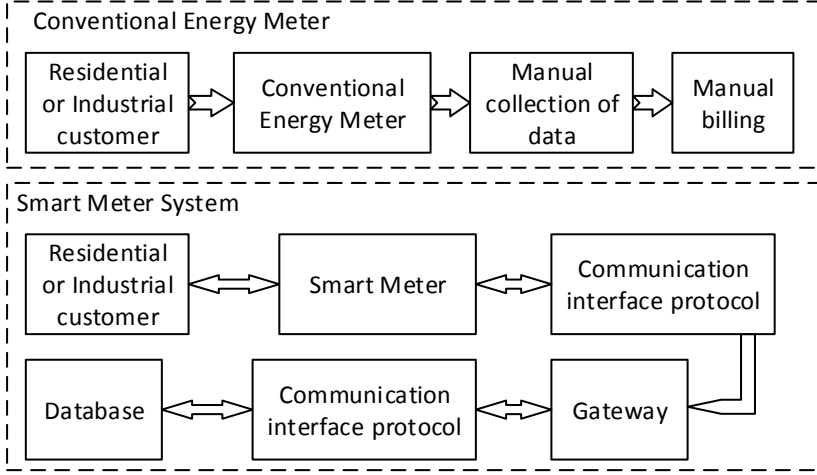 Conventional Energy Meter
Residential
or Industrial
customer
Conventional
Energy Meter
Manual
collection of
data
Manual
billing
Smart Meter System
Residential
or Industrial
customer
Smart Meter
Communication
interface protocol
Database
Communication
interface protocol
Gateway